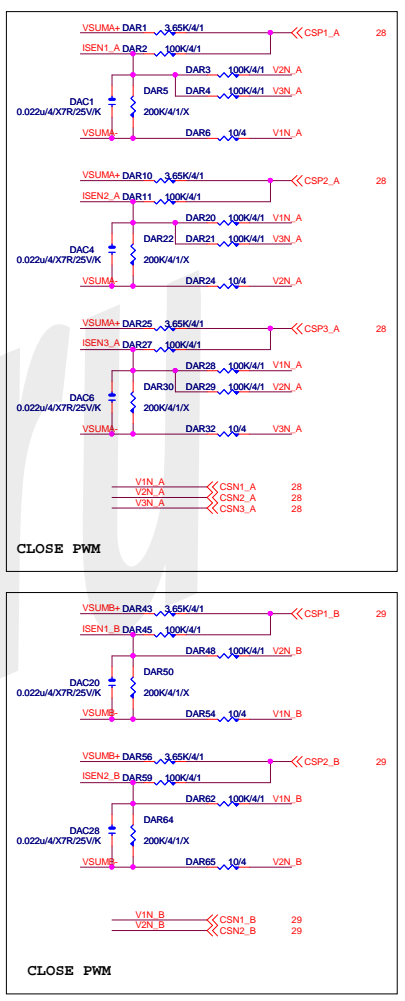 VSUMA+ DAR1 3.65K/4/1 CSP1_A 28
ISEN1_A DAR2 100K/4/1
DAR3 100K/4/1 V2N_A
DAC1 DAR5 DAR4 100K/4/1 V3N_A
0.022u/4/X7R/25V/K 200K/4/1/X
VSUMA- DAR6 10/4 V1N_A
VSUMA+ DAR10 3.65K/4/1 CSP2_A 28
ISEN2_A DAR11 100K/4/1
DAR20 100K/4/1 V1N_A
DAC4 DAR22 DAR21 100K/4/1 V3N_A
0.022u/4/X7R/25V/K 200K/4/1/X
VSUMA- DAR24 10/4 V2N_A
VSUMA+ DAR25 3.65K/4/1 CSP3_A 28
ISEN3_A DAR27 100K/4/1
DAR28 100K/4/1 V1N_A
DAC6 DAR30 DAR29 100K/4/1 V2N_A
0.022u/4/X7R/25V/K 200K/4/1/X
VSUMA- DAR32 10/4 V3N_A
V1N_A CSN1_A 28
V2N_A CSN2_A 28
V3N_A CSN3_A 28
CLOSE PWM
VSUMB+ DAR43 3.65K/4/1 CSP1_B 29
ISEN1_B DAR45 100K/4/1
DAR48 100K/4/1 V2N_B
DAC20 DAR50
0.022u/4/X7R/25V/K 200K/4/1/X
VSUMB- DAR54 10/4 V1N_B
VSUMB+ DAR56 3.65K/4/1 CSP2_B 29
ISEN2_B DAR59 100K/4/1
DAR62 100K/4/1 V1N_B
DAC28 DAR64
0.022u/4/X7R/25V/K 200K/4/1/X
VSUMB- DAR65 10/4 V2N_B
V1N_B CSN1_B 29
V2N_B CSN2_B 29
CLOSE PWM